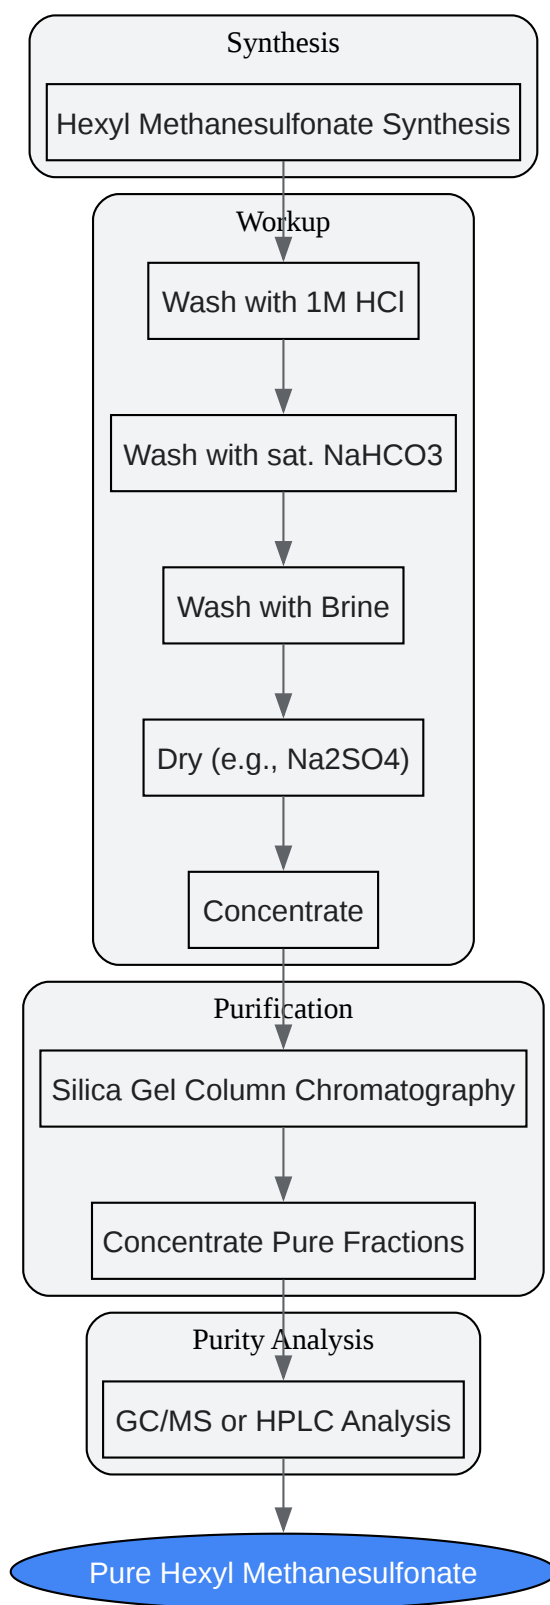 Synthesis
Hexyl Methanesulfonate Synthesis
Workup
Wash with 1M HCl
Wash with sat. NaHCO3
Wash with Brine
Dry (e.g., Na2SO4)
Concentrate
Purification
Silica Gel Column Chromatography
Concentrate Pure Fractions
Purity Analysis
GC/MS or HPLC Analysis
Pure Hexyl Methanesulfonate